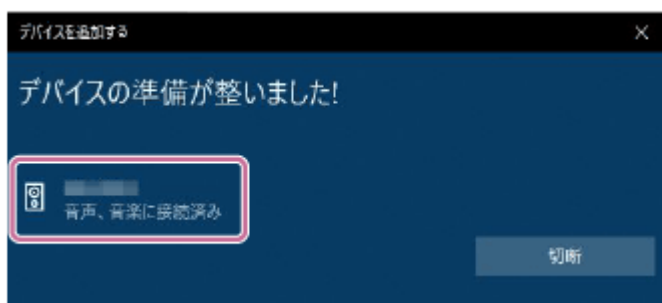 デバイスを追加する
デバイスの準備が整いました!
音声、音楽に接続済み
切断